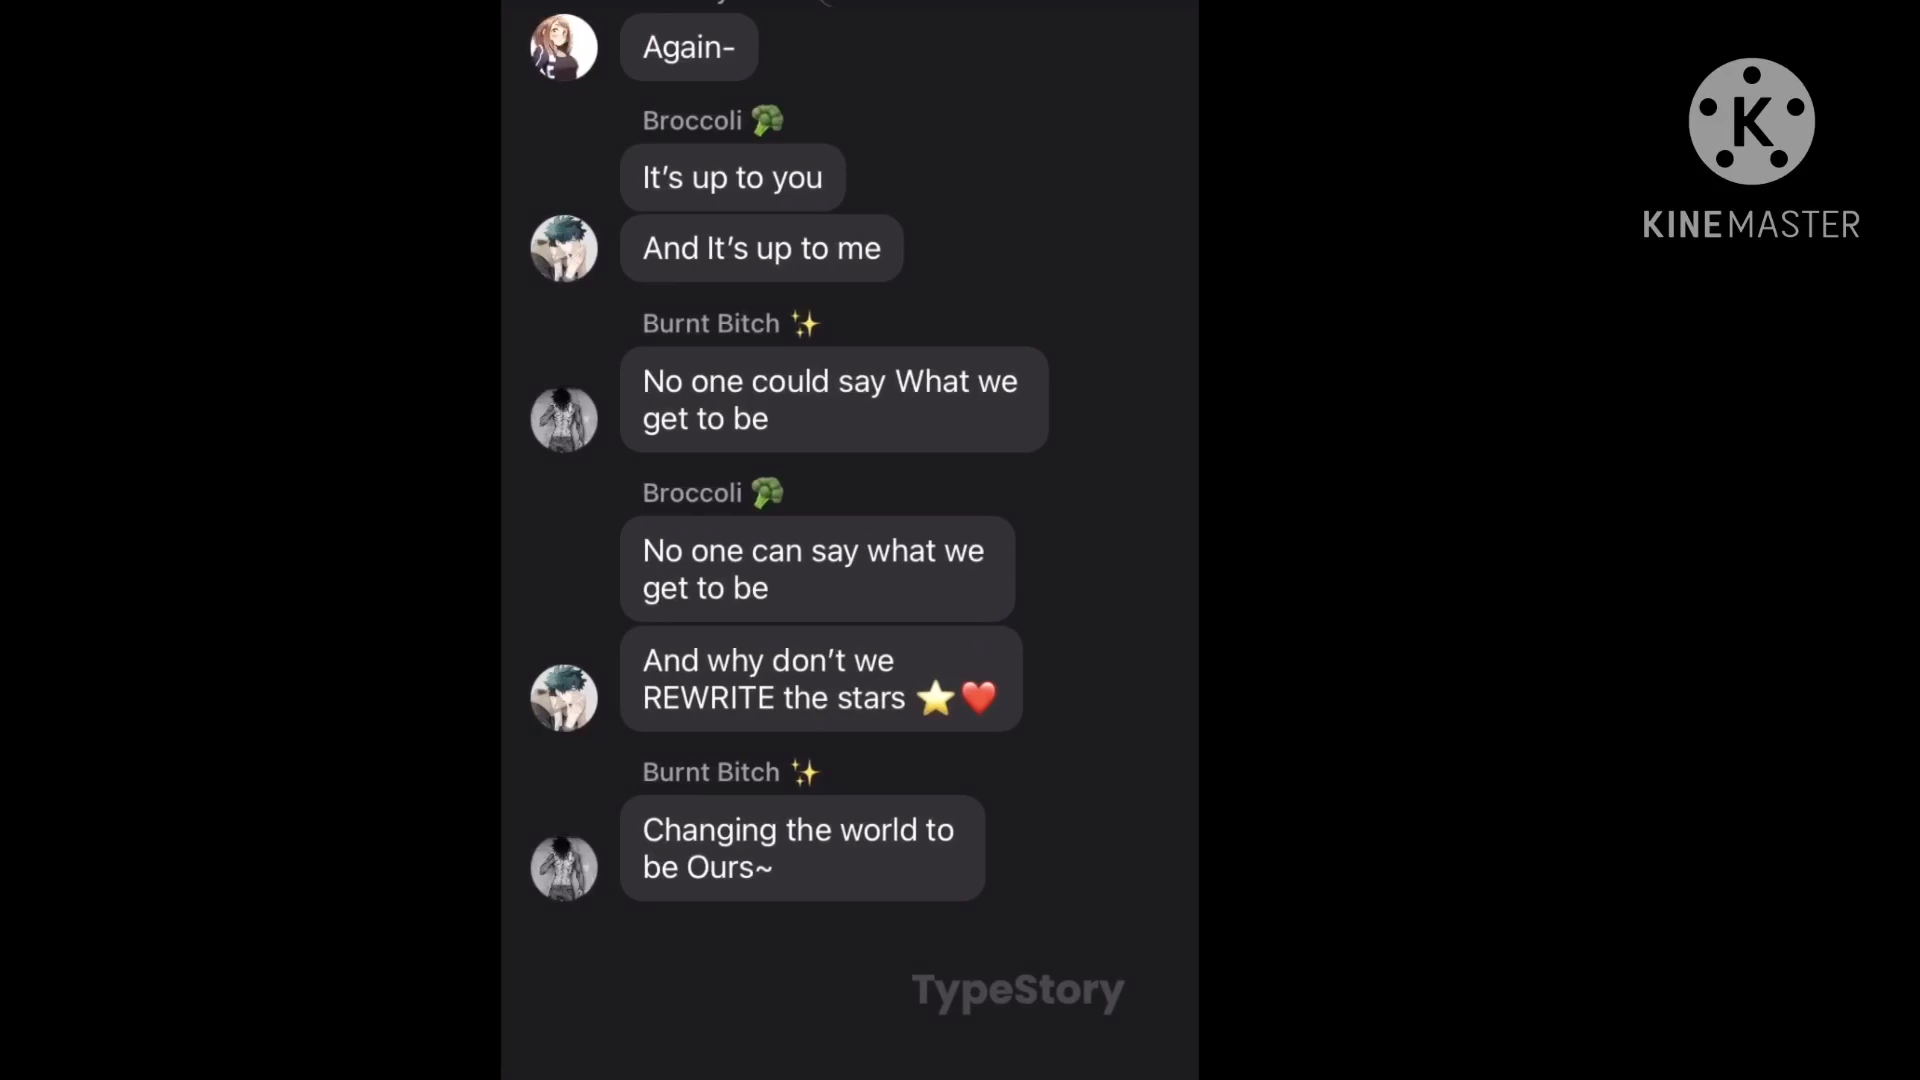 Again-
Broccoli 🥦
It's up to you
And It's up to me
Burnt Bitch ✨
No one could say What we
get to be
Broccoli 🥦
No one can say what we
get to be
And why don't we
REWRITE the stars ⭐❤️
Burnt Bitch ✨
Changing the world to
be Ours~
TypeStory
K
KINEMASTER